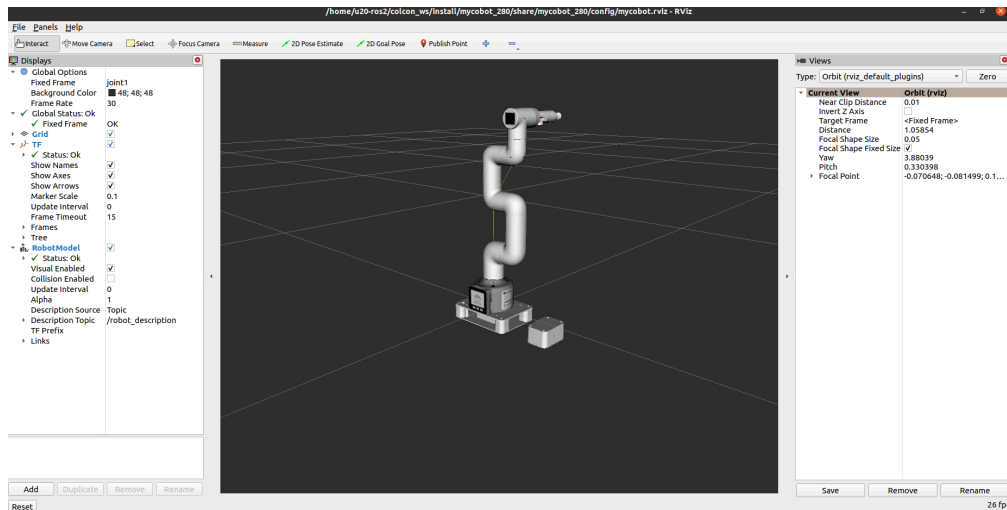 /home/u20-ros2/colcon_ws/install/mycobot_280/share/mycobot_280/config/mycobot.rviz - RViz
File Panels Help
Interact Move Camera Select Focus Camera Measure 2D Pose Estimate 2D Goal Pose Publish Point
Displays
Global Options
Fixed Frame joint1
Background Color 48; 48; 48
Frame Rate 30
Global Status: Ok
Fixed Frame OK
Grid
TF
Status: Ok
Show Names
Show Axes
Show Arrows
Marker Scale 0.1
Update Interval 0
Frame Timeout 15
Frames
Tree
RobotModel
Status: Ok
Visual Enabled
Collision Enabled
Update Interval 0
Alpha 1
Description Source Topic
Description Topic /robot_description
TF Prefix
Links
Add Duplicate Remove Rename
Reset
Views
Type: Orbit (rviz_default_plugins) Zero
Current View Orbit (rviz)
Near Clip Distance 0.01
Invert Z Axis
Target Frame <Fixed Frame>
Distance 1.05854
Focal Shape Size 0.05
Focal Shape Fixed Size
Yaw 3.88039
Pitch 0.330398
Focal Point -0.070648; -0.081499; 0.1...
Save Remove Rename
26 fp